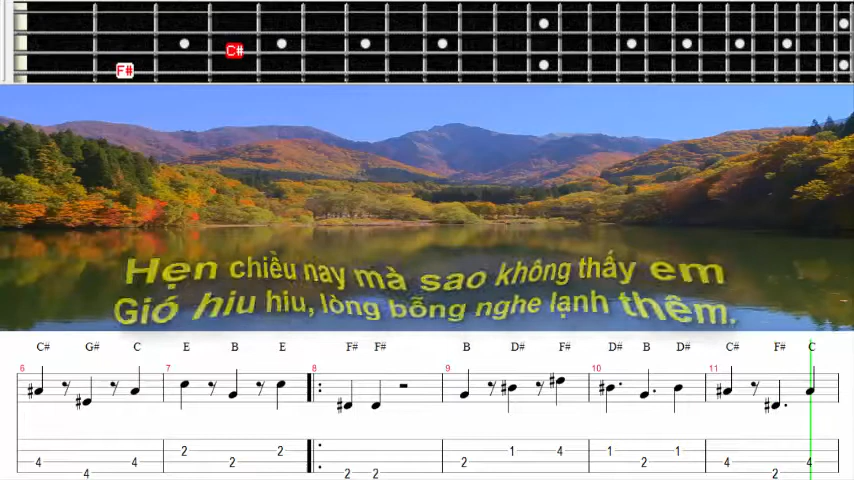 C#
F#
Hẹn chiều nay mà sao không thấy em
Gió hiu hiu, lòng bỗng nghe lạnh thêm.
C# G# C E B E F# F# B D# F# D# B D# C# F# C
6 7 8 9 10 11
2 2 1 4 1 1
4 4 2 2 2 4 4
4 2 2 2